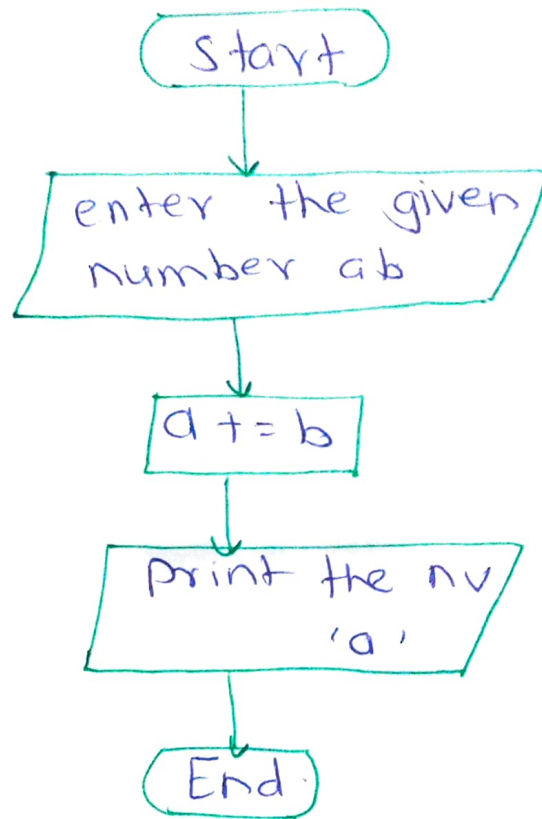 Start
enter the given
number ab
a += b
print the nv
'a'
End